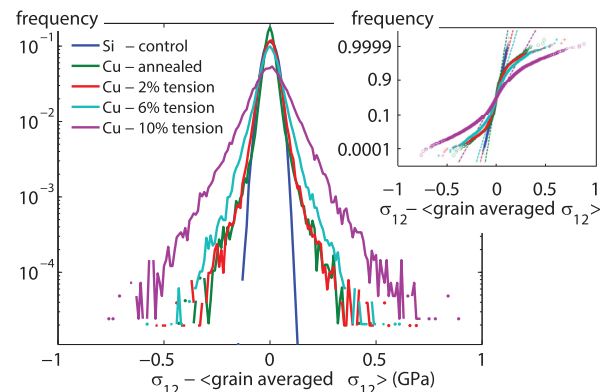 frequency
10⁻¹
10⁻²
10⁻³
10⁻⁴
Si – control
Cu – annealed
Cu – 2% tension
Cu – 6% tension
Cu – 10% tension
−1 −0.5 0 0.5 1
σ₁₂ – <grain averaged σ₁₂> (GPa)
frequency
0.9999
0.9
0.1
0.0001
−1 −0.5 0 0.5 1
σ₁₂ – <grain averaged σ₁₂>